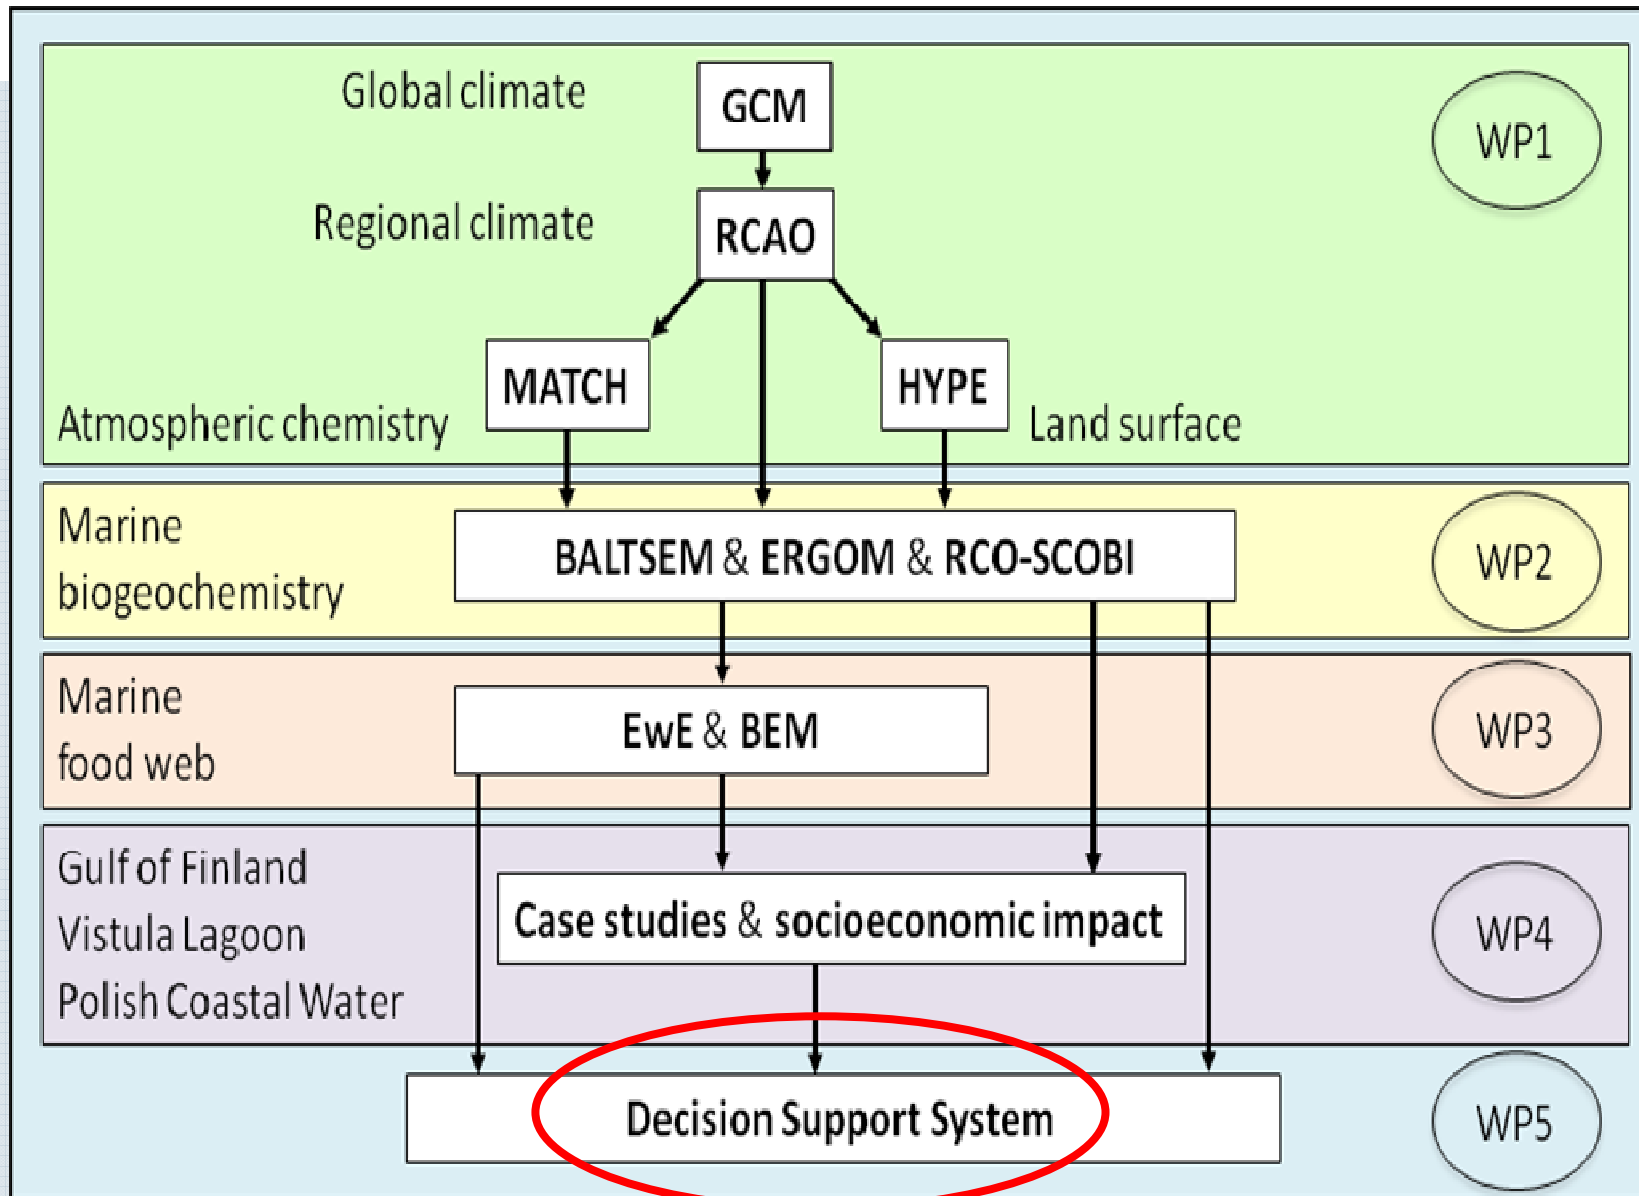 Global climate
GCM
WP1
Regional climate
RCAO
MATCH
HYPE
Atmospheric chemistry
Land surface
Marine
biogeochemistry
BALTSEM & ERGOM & RCO-SCOBI
WP2
Marine
food web
EwE & BEM
WP3
Gulf of Finland
Vistula Lagoon
Polish Coastal Water
Case studies & socioeconomic impact
WP4
Decision Support System
WP5